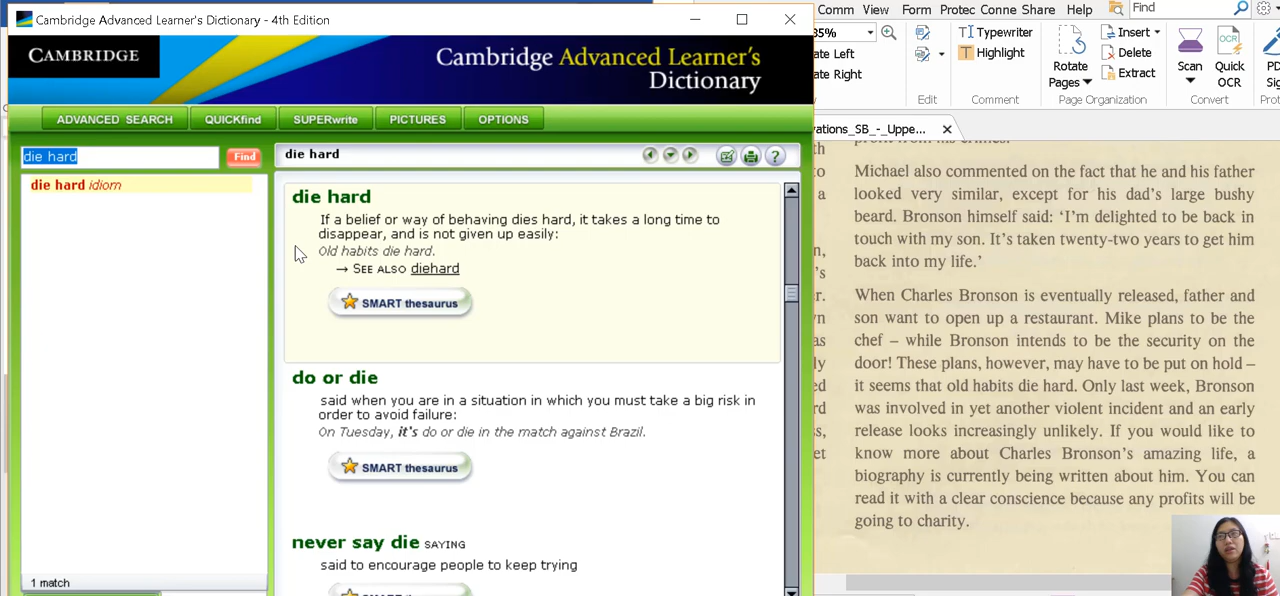 Cambridge Advanced Learner's Dictionary - 4th Edition
CAMBRIDGE
Cambridge Advanced Learner's
Dictionary
ADVANCED SEARCH
QUICKfind
SUPERwrite
PICTURES
OPTIONS
die hard
Find
die hard
?
die hard idiom
die hard
If a belief or way of behaving dies hard, it takes a long time to
disappear, and is not given up easily:
Old habits die hard.
→ SEE ALSO diehard
SMART thesaurus
do or die
said when you are in a situation in which you must take a big risk in
order to avoid failure:
On Tuesday, it's do or die in the match against Brazil.
SMART thesaurus
never say die SAYING
said to encourage people to keep trying
1 match
Comm View Form Protec Conne Share Help
Find
35%
Typewriter
Highlight
ate Left
ate Right
Rotate
Pages
Insert
Delete
Extract
Scan
Quick
OCR
PD
Sig
Edit
Comment
Page Organization
Convert
Prote
vations_SB_-_Uppe...
Michael also commented on the fact that he and his father
looked very similar, except for his dad's large bushy
beard. Bronson himself said: 'I'm delighted to be back in
touch with my son. It's taken twenty-two years to get him
back into my life.'
When Charles Bronson is eventually released, father and
son want to open up a restaurant. Mike plans to be the
chef – while Bronson intends to be the security on the
door! These plans, however, may have to be put on hold –
it seems that old habits die hard. Only last week, Bronson
was involved in yet another violent incident and an early
release looks increasingly unlikely. If you would like to
know more about Charles Bronson's amazing life, a
biography is currently being written about him. You can
read it with a clear conscience because any profits will be
going to charity.